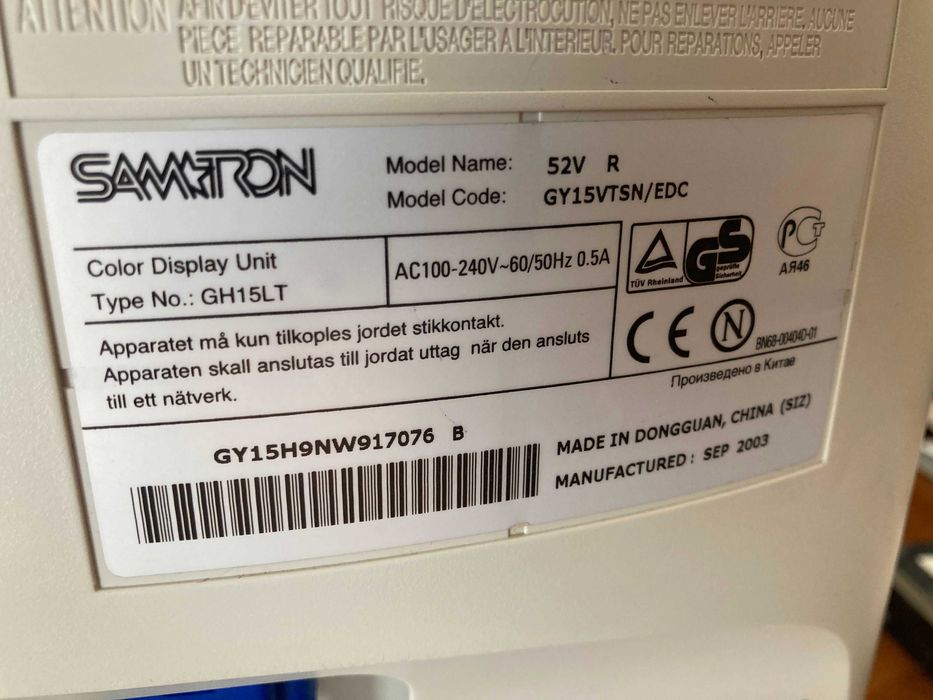 ATTENTION
AFIN D'EVITER TOUT RISQUE D'ELECTROCUTION, NE PAS ENLEVER L'ARRIERE. AUCUNE
PIECE REPARABLE PAR L'USAGER A L'INTERIEUR. POUR REPARATIONS, APPELER
UN TECHNICIEN QUALIFIE.
SAMTRON
Model Name: 52V R
Model Code: GY15VTSN/EDC
Color Display Unit
Type No.: GH15LT
AC100-240V~60/50Hz 0.5A
TÜV Rheinland
GS
geprüfte
Sicherheit
РСТ
АЯ46
Apparatet må kun tilkoples jordet stikkontakt.
Apparaten skall anslutas till jordat uttag när den ansluts
till ett nätverk.
CE
N
BN68-00404D-01
Произведено в Китае
GY15H9NW917076 B
MADE IN DONGGUAN, CHINA (SIZ)
MANUFACTURED: SEP 2003